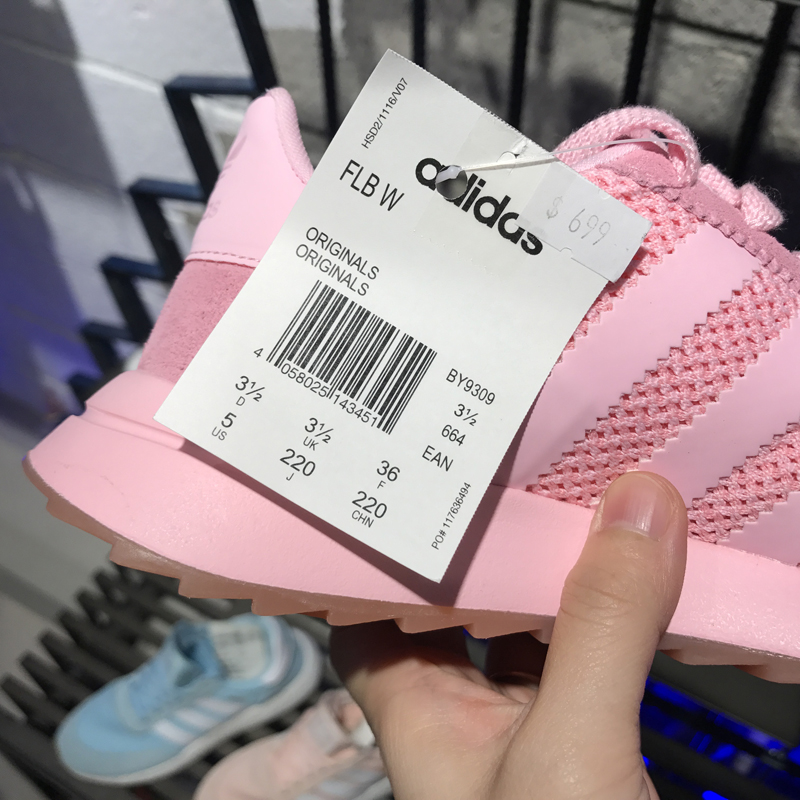 HSD2/1116/V07
adidas
$ 699
FLB W
ORIGINALS
ORIGINALS
4 058025 143451
BY9309
3½ D
3½ UK
3½
5 US
664
36 F
EAN
220 J
220 CHN
PO# 117636494